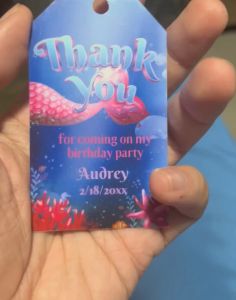 Thank
You
for coming on my
birthday party
Audrey
2/18/20xx